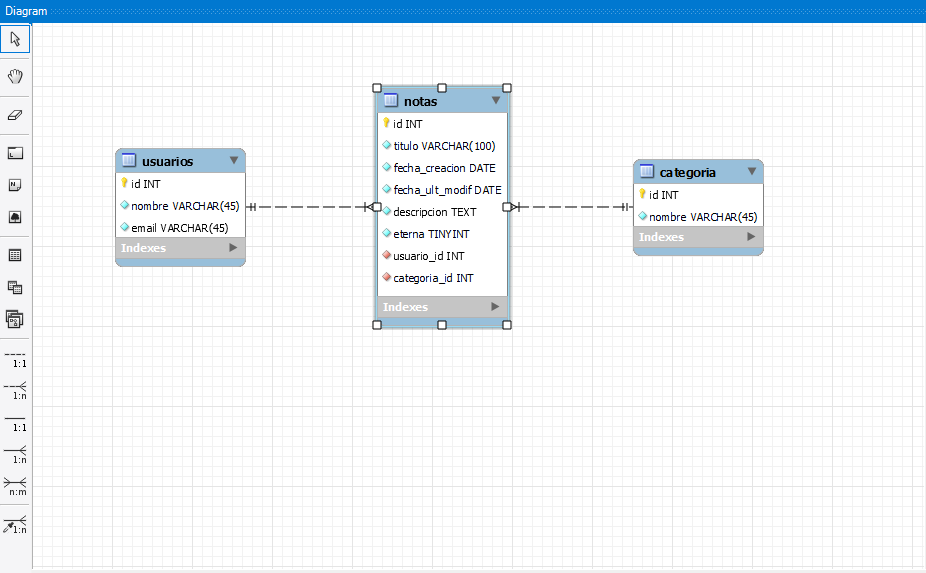 Diagram
usuarios
id INT
nombre VARCHAR(45)
email VARCHAR(45)
Indexes
notas
id INT
titulo VARCHAR(100)
fecha_creacion DATE
fecha_ult_modif DATE
descripcion TEXT
eterna TINYINT
usuario_id INT
categoria_id INT
Indexes
categoria
id INT
nombre VARCHAR(45)
Indexes
1:1
1:n
1:1
1:n
n:m
1:n